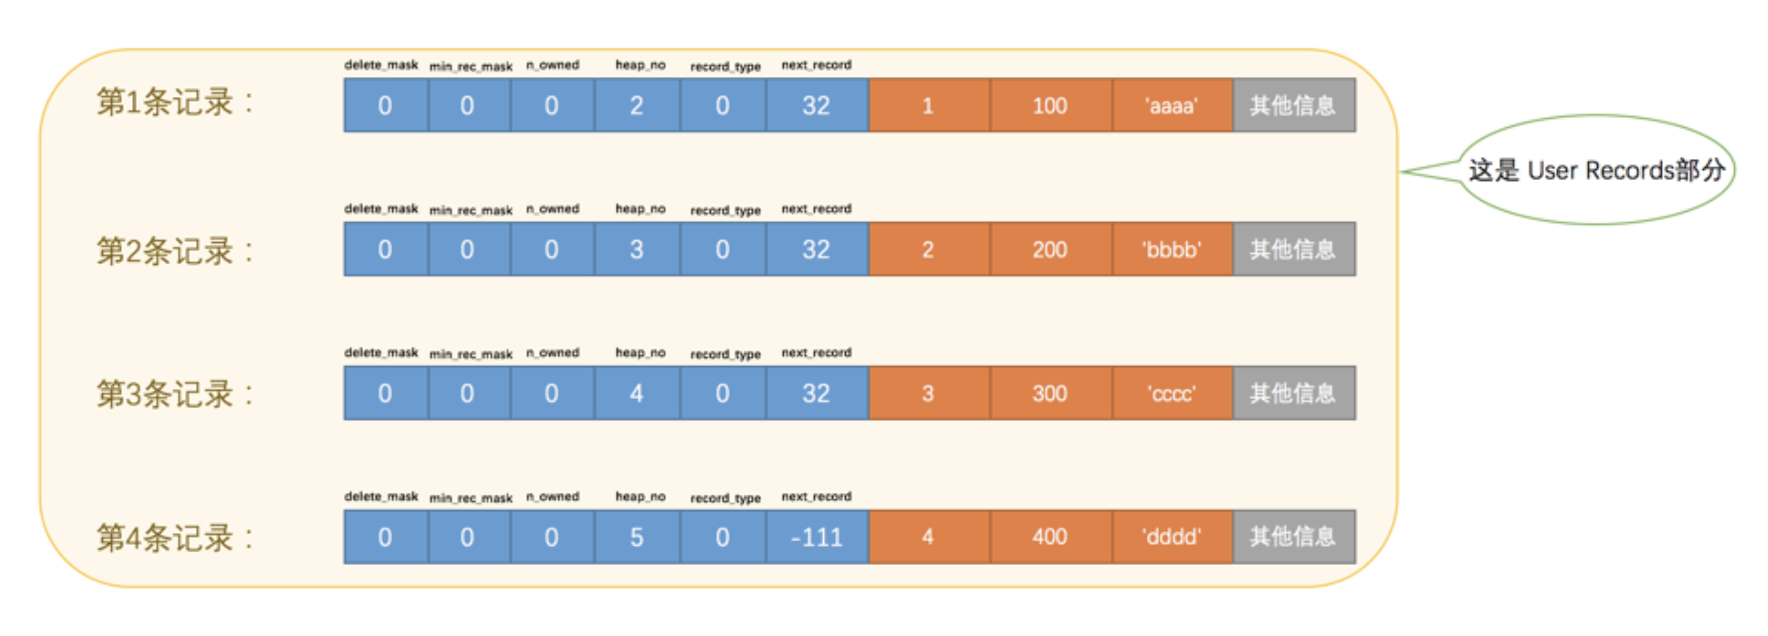 delete_mask min_rec_mask n_owned heap_no record_type next_record
第1条记录： 0 0 0 2 0 32 1 100 'aaaa' 其他信息
这是 User Records部分
delete_mask min_rec_mask n_owned heap_no record_type next_record
第2条记录： 0 0 0 3 0 32 2 200 'bbbb' 其他信息
delete_mask min_rec_mask n_owned heap_no record_type next_record
第3条记录： 0 0 0 4 0 32 3 300 'cccc' 其他信息
delete_mask min_rec_mask n_owned heap_no record_type next_record
第4条记录： 0 0 0 5 0 -111 4 400 'dddd' 其他信息